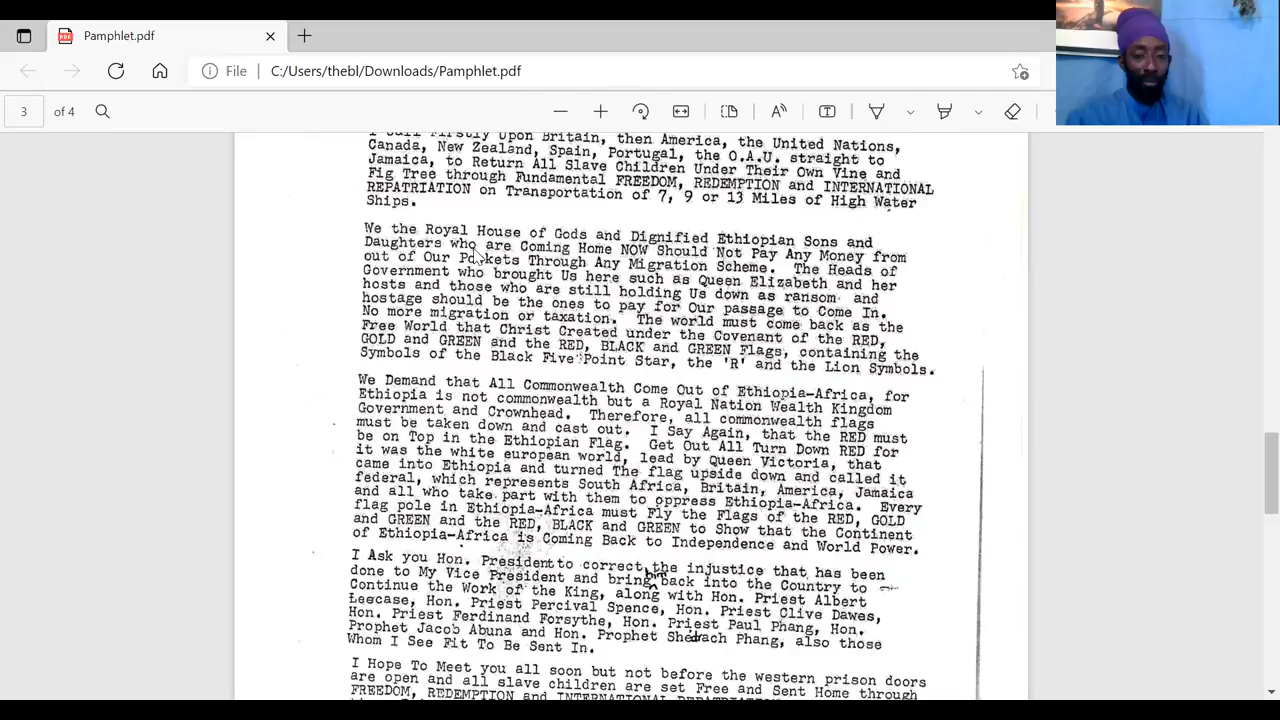 Pamphlet.pdf
File C:/Users/thebl/Downloads/Pamphlet.pdf
3 of 4
I Call Firstly Upon Britain, then America, the United Nations,
Canada, New Zealand, Spain, Portugal, the O.A.U. straight to
Jamaica, to Return All Slave Children Under Their Own Vine and
Fig Tree through Fundamental FREEDOM, REDEMPTION and INTERNATIONAL
REPATRIATION on Transportation of 7, 9 or 13 Miles of High Water
Ships.
We the Royal House of Gods and Dignified Ethiopian Sons and
Daughters who are Coming Home NOW Should Not Pay Any Money from
out of Our Pockets Through Any Migration Scheme. The Heads of
Government who brought Us here such as Queen Elizabeth and her
hosts and those who are still holding Us down as ransom and
hostage should be the ones to pay for Our passage to Come In.
No more migration or taxation. The world must come back as the
Free World that Christ Created under the Covenant of the RED,
GOLD and GREEN and the RED, BLACK and GREEN Flags, containing the
Symbols of the Black Five Point Star, the 'R' and the Lion Symbols.
We Demand that All Commonwealth Come Out of Ethiopia-Africa, for
Ethiopia is not commonwealth but a Royal Nation Wealth Kingdom
Government and Crownhead. Therefore, all commonwealth flags
must be taken down and cast out. I Say Again, that the RED must
be on Top in the Ethiopian Flag. Get Out All Turn Down RED for
it was the white european world, lead by Queen Victoria, that
came into Ethiopia and turned The flag upside down and called it
federal, which represents South Africa, Britain, America, Jamaica
and all who take part with them to oppress Ethiopia-Africa. Every
flag pole in Ethiopia-Africa must Fly the Flags of the RED, GOLD
and GREEN and the RED, BLACK and GREEN to Show that the Continent
of Ethiopia-Africa is Coming Back to Independence and World Power.
I Ask you Hon. President to correct the injustice that has been
done to My Vice President and bring him back into the Country to
Continue the Work of the King, along with Hon. Priest Albert
Leecase, Hon. Priest Percival Spence, Hon. Priest Clive Dawes,
Hon. Priest Ferdinand Forsythe, Hon. Priest Paul Phang, Hon.
Prophet Jacob Abuna and Hon. Prophet Shedrach Phang, also those
Whom I See Fit To Be Sent In.
I Hope To Meet you all soon but not before the western prison doors
are open and all slave children are set Free and Sent Home through
FREEDOM, REDEMPTION and INTERNATIONAL REPATRIATION